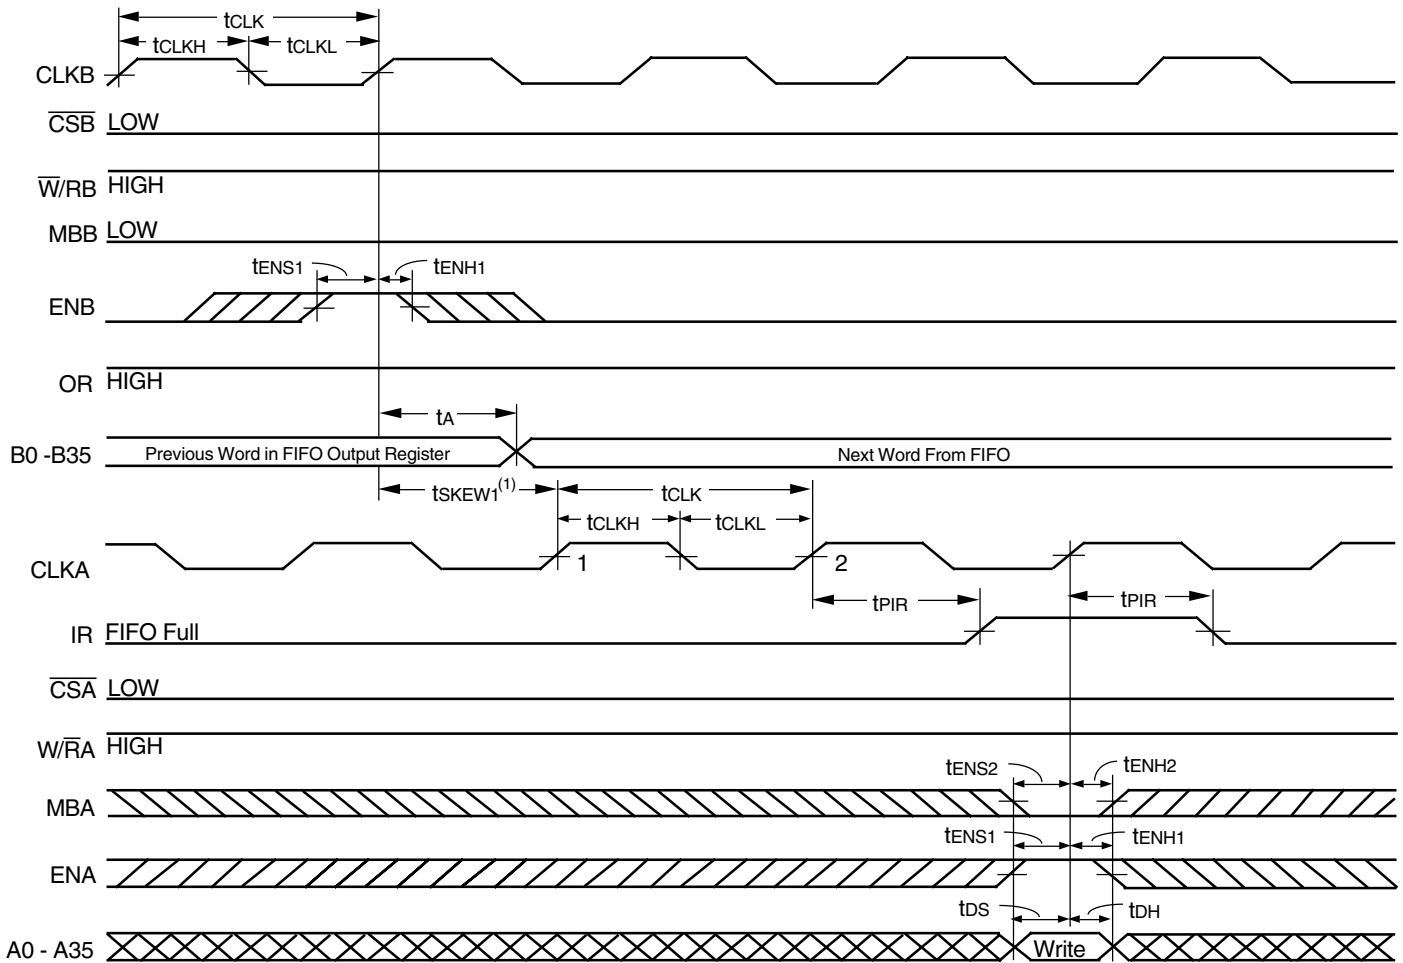 tCLK
tCLKH tCLKL
CLKB
CSB LOW
W/RB HIGH
MBB LOW
tENS1 tENH1
ENB
OR HIGH
tA
B0 -B35 Previous Word in FIFO Output Register Next Word From FIFO
tSKEW1(1) tCLK
tCLKH tCLKL
CLKA 1 2
tPIR tPIR
IR FIFO Full
CSA LOW
W/RA HIGH
tENS2 tENH2
MBA
tENS1 tENH1
ENA
tDS tDH
A0 - A35 Write